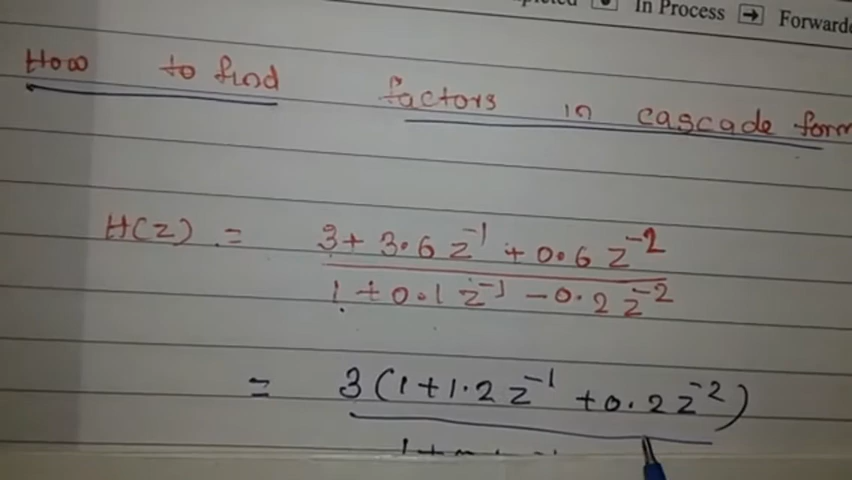 In Process → Forwarde
How to find factors in cascade form
H(z) = 3 + 3.6 z⁻¹ + 0.6 z⁻²
1 + 0.1 z⁻¹ - 0.2 z⁻²
= 3 (1 + 1.2 z⁻¹ + 0.2 z⁻²)